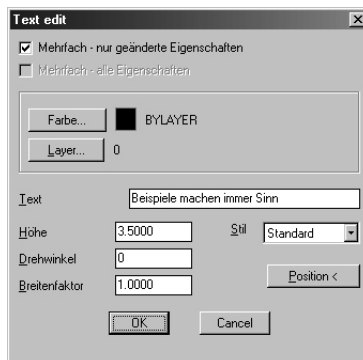 Text edit
Mehrfach - nur geänderte Eigenschaften
Mehrfach - alle Eigenschaften
Farbe... BYLAYER
Layer... 0
Text Beispiele machen immer Sinn
Höhe 3.5000 Stil Standard
Drehwinkel 0
Breitenfaktor 1.0000 Position <
OK Cancel